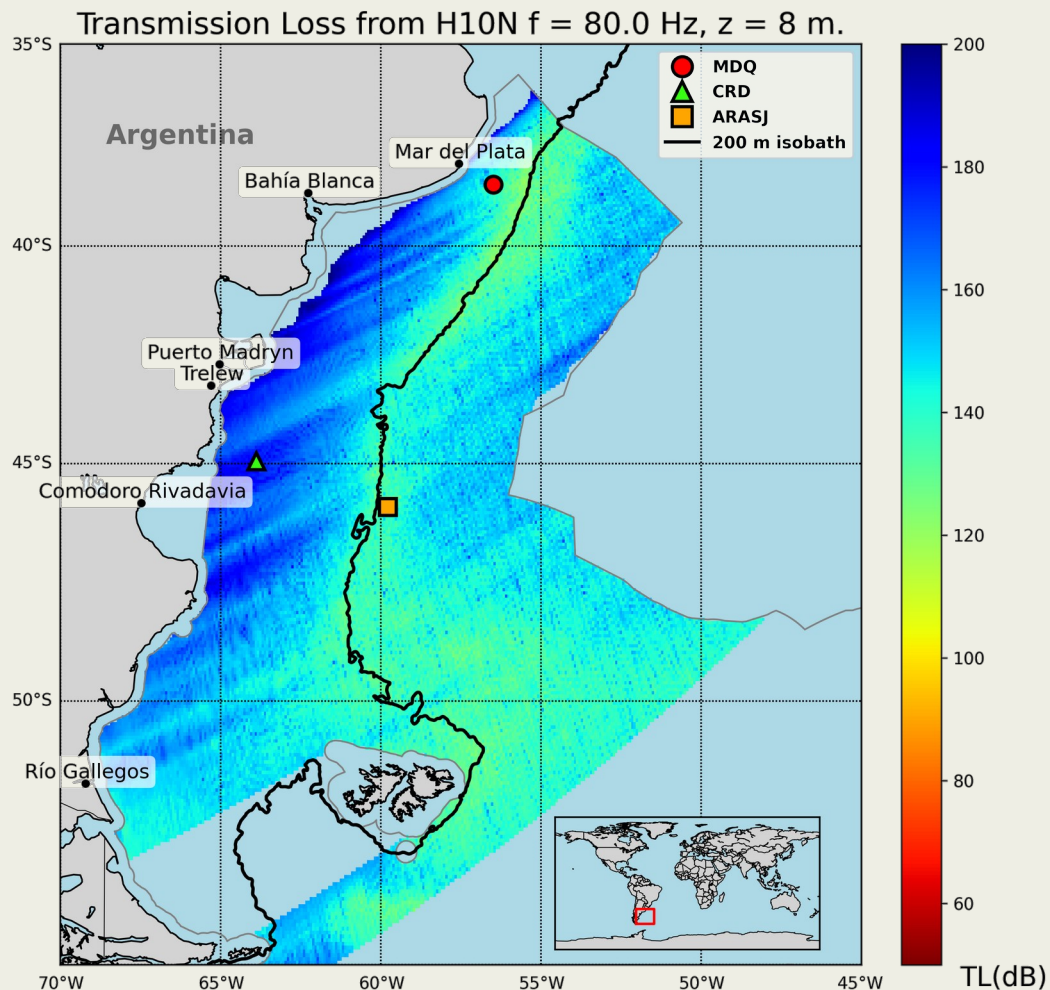 Transmission Loss from H10N f = 80.0 Hz, z = 8 m.
35°S
40°S
45°S
50°S
70°W
65°W
60°W
55°W
50°W
45°W
MDQ
CRD
ARASJ
200 m isobath
Argentina
Mar del Plata
Bahía Blanca
Puerto Madryn
Trelew
Comodoro Rivadavia
Río Gallegos
200
180
160
140
120
100
80
60
TL(dB)